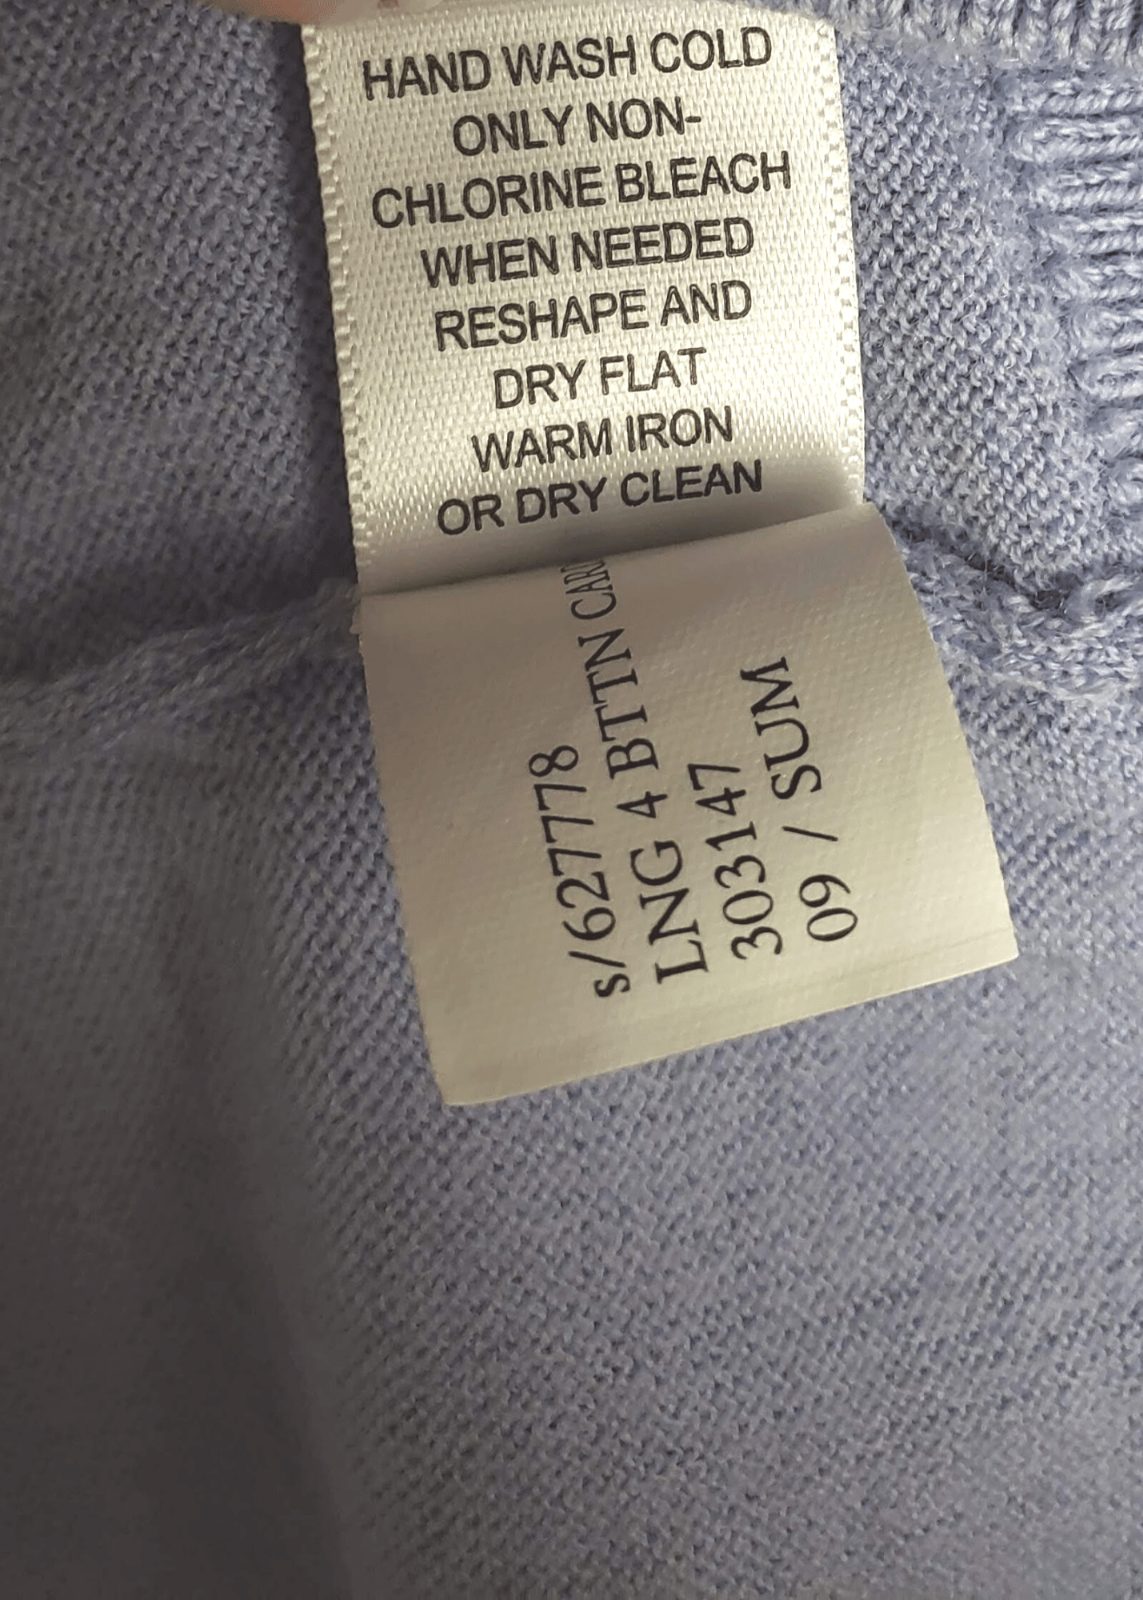 HAND WASH COLD
ONLY NON-
CHLORINE BLEACH
WHEN NEEDED
RESHAPE AND
DRY FLAT
WARM IRON
OR DRY CLEAN
s/627778
LNG 4 BTTN CARD
303147
09 / SUM